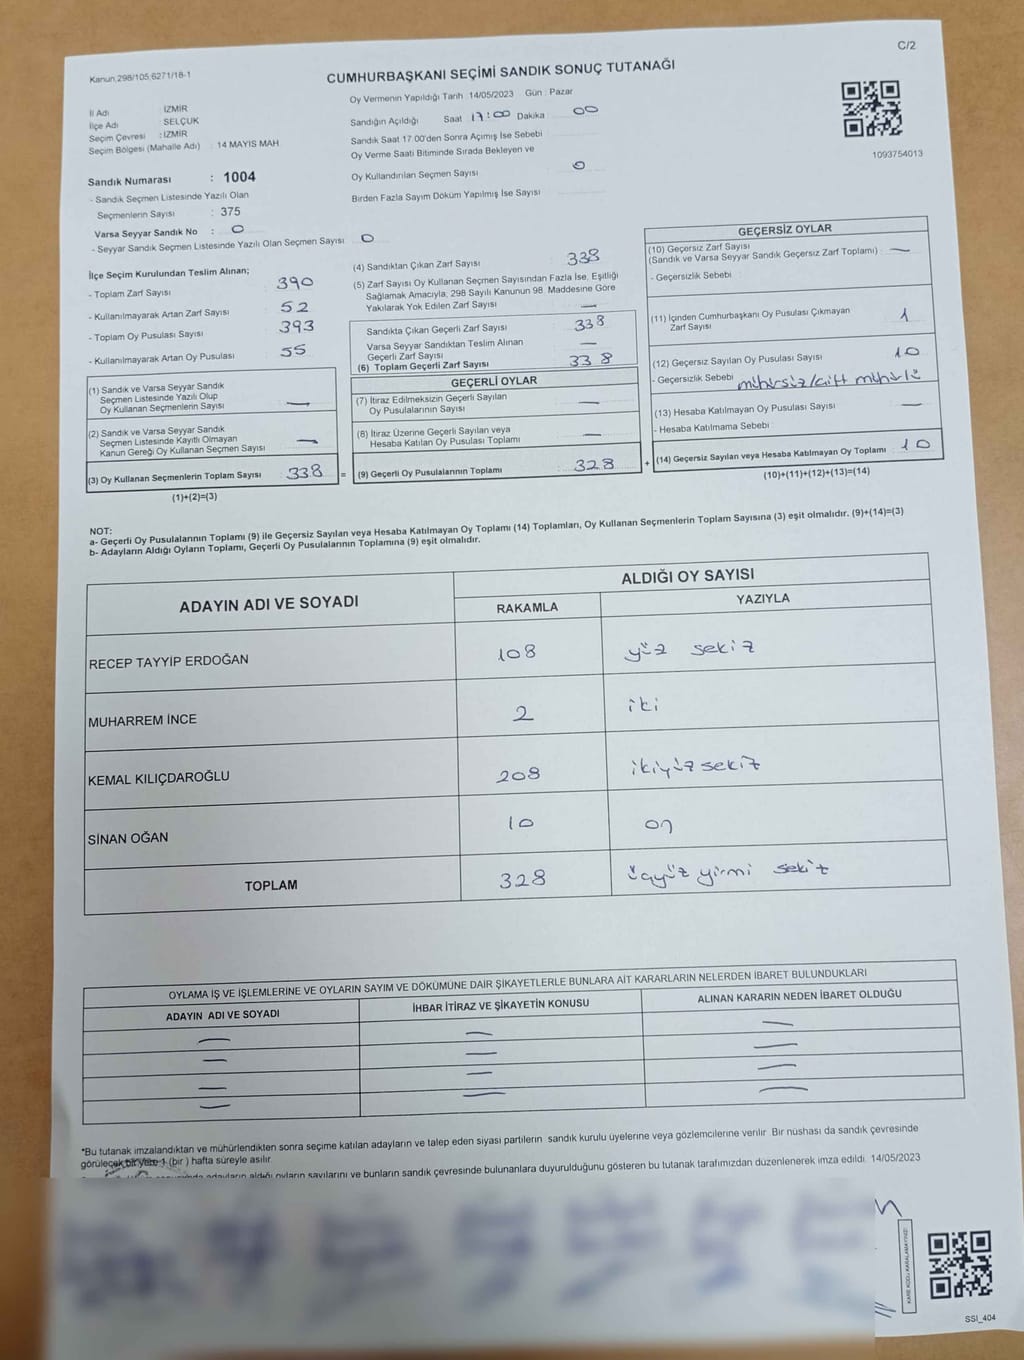 C/2
Kanun,298/105,6271/18-1
CUMHURBAŞKANI SEÇİMİ SANDIK SONUÇ TUTANAĞI
İl Adı : İZMİR
İlçe Adı : SELÇUK
Seçim Çevresi : İZMİR
Seçim Bölgesi (Mahalle Adı) : 14 MAYIS MAH.
Sandık Numarası : 1004
- Sandık Seçmen Listesinde Yazılı Olan
Seçmenlerin Sayısı : 375
Varsa Seyyar Sandık No : 0
- Seyyar Sandık Seçmen Listesinde Yazılı Olan Seçmen Sayısı 0
Oy Vermenin Yapıldığı Tarih 14/05/2023 Gün : Pazar
Sandığın Açıldığı Saat 17:00 Dakika 00
Sandık Saat 17.00'den Sonra Açımış İse Sebebi
Oy Verme Saati Bitiminde Sırada Bekleyen ve
Oy Kullandırılan Seçmen Sayısı 0
Birden Fazla Sayım Döküm Yapılmış İse Sayısı
1093754013
İlçe Seçim Kurulundan Teslim Alınan;
- Toplam Zarf Sayısı 390
- Kullanılmayarak Artan Zarf Sayısı 52
- Toplam Oy Pusulası Sayısı 393
- Kullanılmayarak Artan Oy Pusulası 55
(1) Sandık ve Varsa Seyyar Sandık
Seçmen Listesinde Yazılı Olup
Oy Kullanan Seçmenlerin Sayısı —
(2) Sandık ve Varsa Seyyar Sandık
Seçmen Listesinde Kayıtlı Olmayan
Kanun Gereği Oy Kullanan Seçmen Sayısı —
(3) Oy Kullanan Seçmenlerin Toplam Sayısı 338 =
(1)+(2)=(3)
(4) Sandıktan Çıkan Zarf Sayısı 338
(5) Zarf Sayısı Oy Kullanan Seçmen Sayısından Fazla İse, Eşitliği
Sağlamak Amacıyla, 298 Sayılı Kanunun 98. Maddesine Göre
Yakılarak Yok Edilen Zarf Sayısı —
Sandıkta Çıkan Geçerli Zarf Sayısı 338
Varsa Seyyar Sandıktan Teslim Alınan
Geçerli Zarf Sayısı —
(6) Toplam Geçerli Zarf Sayısı 338
GEÇERLİ OYLAR
(7) İtiraz Edilmeksizin Geçerli Sayılan
Oy Pusulalarının Sayısı —
(8) İtiraz Üzerine Geçerli Sayılan veya
Hesaba Katılan Oy Pusulası Toplamı —
(9) Geçerli Oy Pusulalarının Toplamı 328 +
GEÇERSİZ OYLAR
(10) Geçersiz Zarf Sayısı
(Sandık ve Varsa Seyyar Sandık Geçersiz Zarf Toplamı) —
- Geçersizlik Sebebi
(11) İçinden Cumhurbaşkanı Oy Pusulası Çıkmayan
Zarf Sayısı 1
(12) Geçersiz Sayılan Oy Pusulası Sayısı 10
- Geçersizlik Sebebi mühürsüz/çift mühürlü
(13) Hesaba Katılmayan Oy Pusulası Sayısı —
- Hesaba Katılmama Sebebi
(14) Geçersiz Sayılan veya Hesaba Katılmayan Oy Toplamı 10
(10)+(11)+(12)+(13)=(14)
NOT:
a- Geçerli Oy Pusulalarının Toplamı (9) ile Geçersiz Sayılan veya Hesaba Katılmayan Oy Toplamı (14) Toplamları, Oy Kullanan Seçmenlerin Toplam Sayısına (3) eşit olmalıdır. (9)+(14)=(3)
b- Adayların Aldığı Oyların Toplamı, Geçerli Oy Pusulalarının Toplamına (9) eşit olmalıdır.
ADAYIN ADI VE SOYADI ALDIĞI OY SAYISI
RAKAMLA YAZIYLA
RECEP TAYYİP ERDOĞAN 108 yüz sekiz
MUHARREM İNCE 2 iki
KEMAL KILIÇDAROĞLU 208 ikiyüz sekiz
SİNAN OĞAN 10 on
TOPLAM 328 üçyüz yirmi sekiz
OYLAMA İŞ VE İŞLEMLERİNE VE OYLARIN SAYIM VE DÖKÜMÜNE DAİR ŞİKAYETLERLE BUNLARA AİT KARARLARIN NELERDEN İBARET BULUNDUKLARI
ADAYIN ADI VE SOYADI İHBAR İTİRAZ VE ŞİKAYETİN KONUSU ALINAN KARARIN NEDEN İBARET OLDUĞU
— — —
— — —
— — —
— — —
*Bu tutanak imzalandıktan ve mühürlendikten sonra seçime katılan adayların ve talep eden siyasi partilerin sandık kurulu üyelerine veya gözlemcilerine verilir. Bir nüshası da sandık çevresinde
görülecek bir yere 1 (bir ) hafta süreyle asılır.
adayların aldığı oyların sayılarını ve bunların sandık çevresinde bulunanlara duyurulduğunu gösteren bu tutanak tarafımızdan düzenlenerek imza edildi. 14/05/2023
KARE KODU KARALAMAYINIZ!
SSI_404